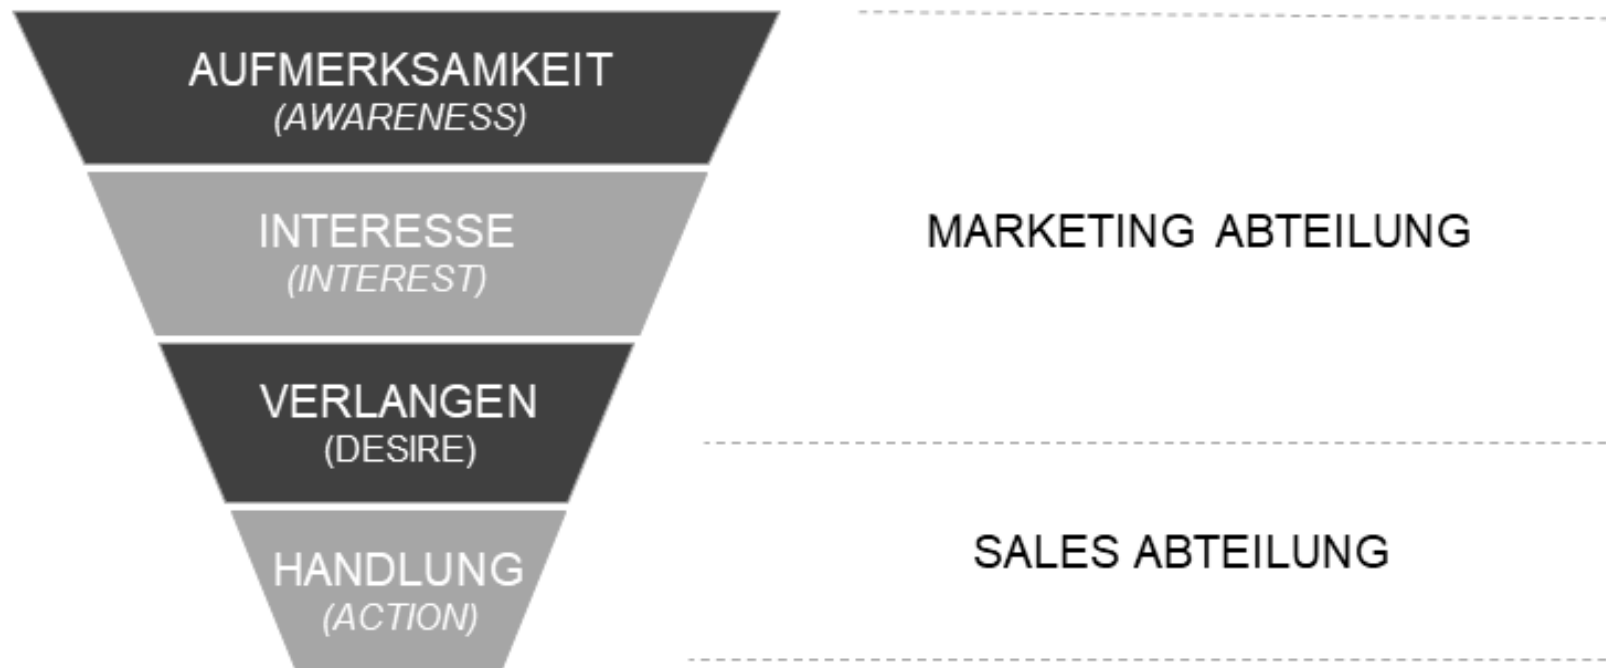 AUFMERKSAMKEIT
(AWARENESS)
INTERESSE
(INTEREST)
MARKETING ABTEILUNG
VERLANGEN
(DESIRE)
HANDLUNG
(ACTION)
SALES ABTEILUNG